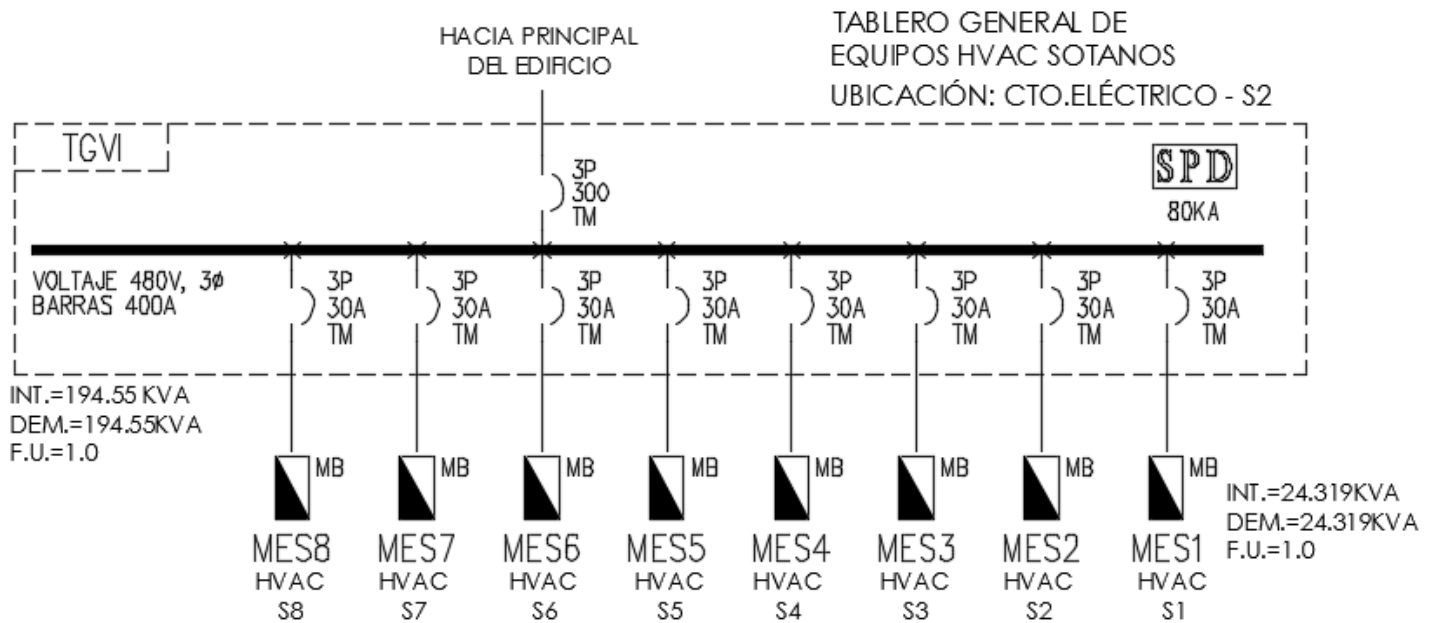 TABLERO GENERAL DE
EQUIPOS HVAC SOTANOS
UBICACIÓN: CTO.ELÉCTRICO - S2
HACIA PRINCIPAL
DEL EDIFICIO
TGVI
3P
300
TM
SPD
80KA
VOLTAJE 480V, 3ø
BARRAS 400A
3P
30A
TM
3P
30A
TM
3P
30A
TM
3P
30A
TM
3P
30A
TM
3P
30A
TM
3P
30A
TM
3P
30A
TM
INT.=194.55 KVA
DEM.=194.55KVA
F.U.=1.0
MB
MES8
HVAC
S8
MB
MES7
HVAC
S7
MB
MES6
HVAC
S6
MB
MES5
HVAC
S5
MB
MES4
HVAC
S4
MB
MES3
HVAC
S3
MB
MES2
HVAC
S2
MB
MES1
HVAC
S1
INT.=24.319KVA
DEM.=24.319KVA
F.U.=1.0